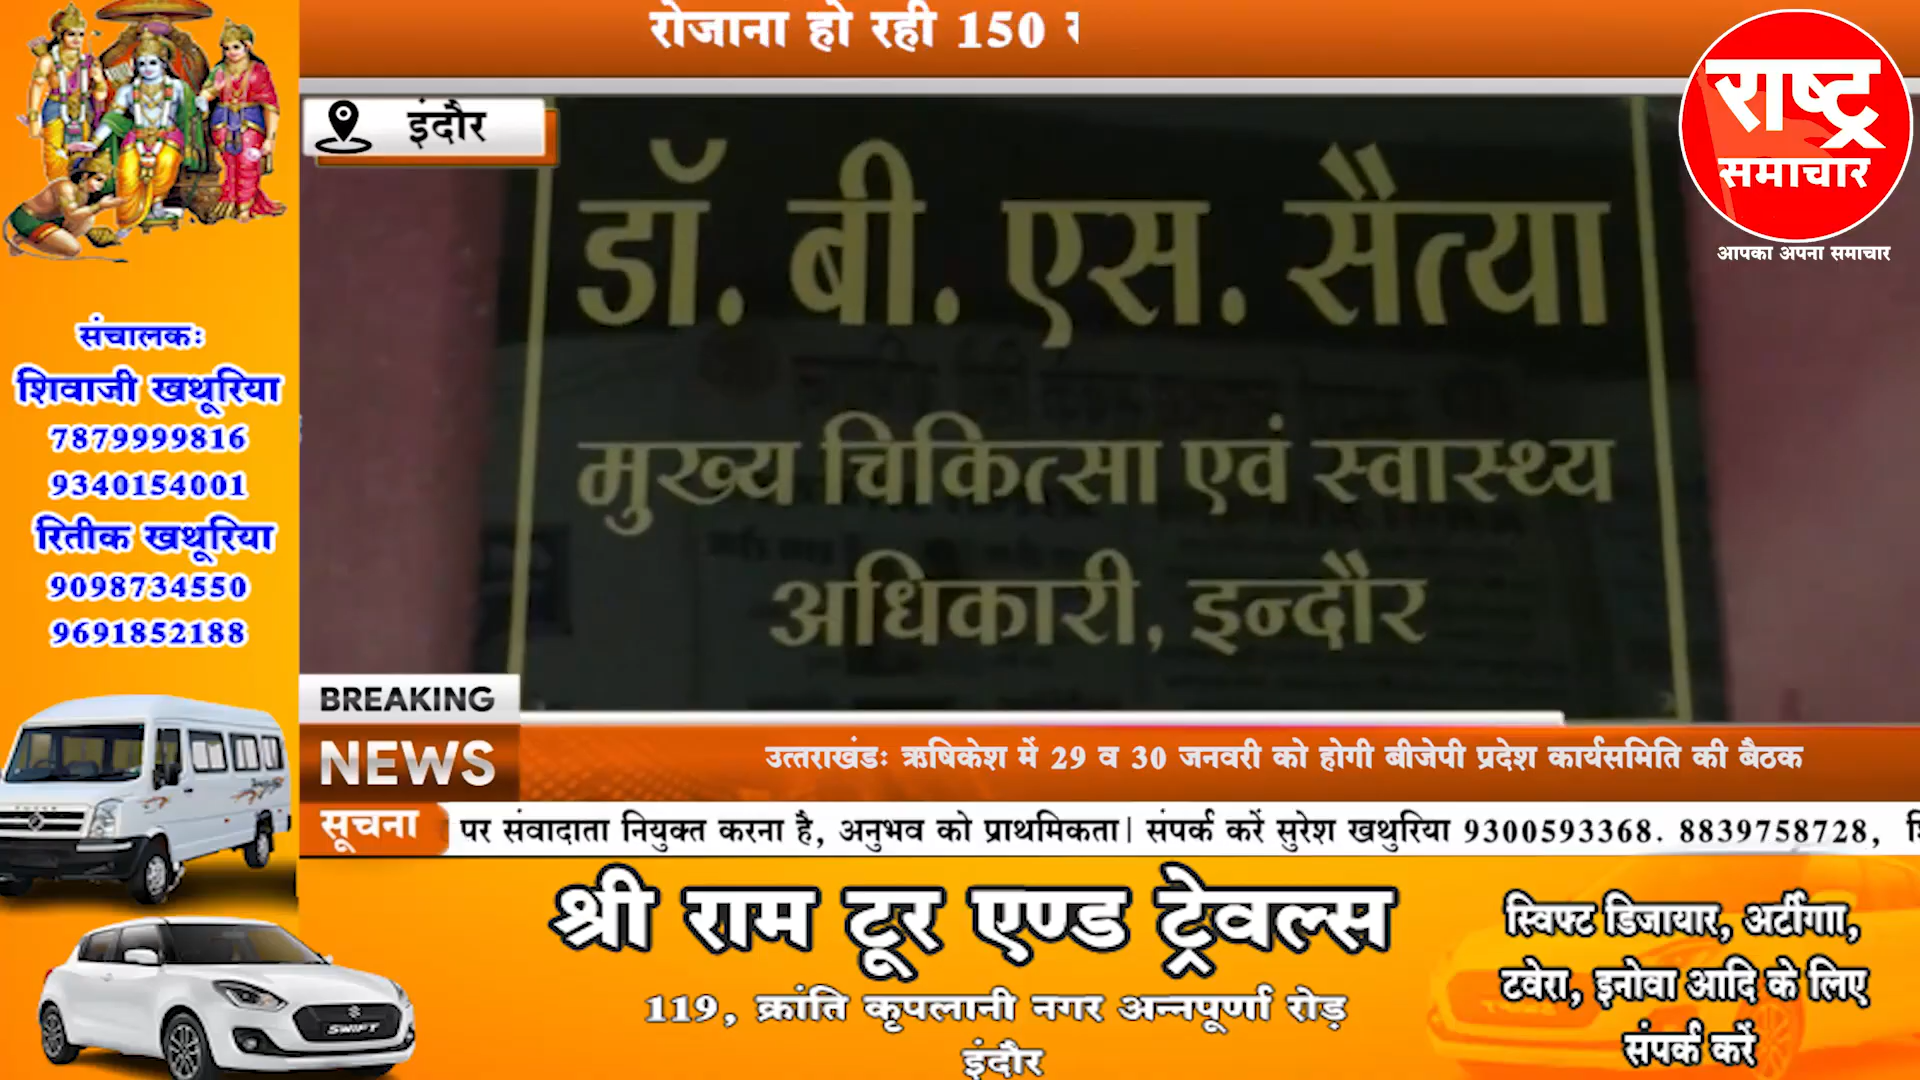 रोजाना हो रही 150
इंदौर
राष्ट्र
समाचार
आपका अपना समाचार
डॉ. बी. एस. सैत्या
मुख्य चिकित्सा एवं स्वास्थ्य
अधिकारी, इन्दौर
संचालकः
शिवाजी खथूरिया
7879999816
9340154001
रितीक खथूरिया
9098734550
9691852188
BREAKING
NEWS
उत्तराखंडः ऋषिकेश में 29 व 30 जनवरी को होगी बीजेपी प्रदेश कार्यसमिति की बैठक
सूचना
पर संवादाता नियुक्त करना है, अनुभव को प्राथमिकता| संपर्क करें सुरेश खथुरिया 9300593368. 8839758728,
श्री राम टूर एण्ड ट्रेवल्स
119, क्रांति कृपलानी नगर अन्नपूर्णा रोड़
इंदौर
स्विफ्ट डिजायार, अर्टीगाा,
टवेरा, इनोवा आदि के लिए
संपर्क करें
SWIFT